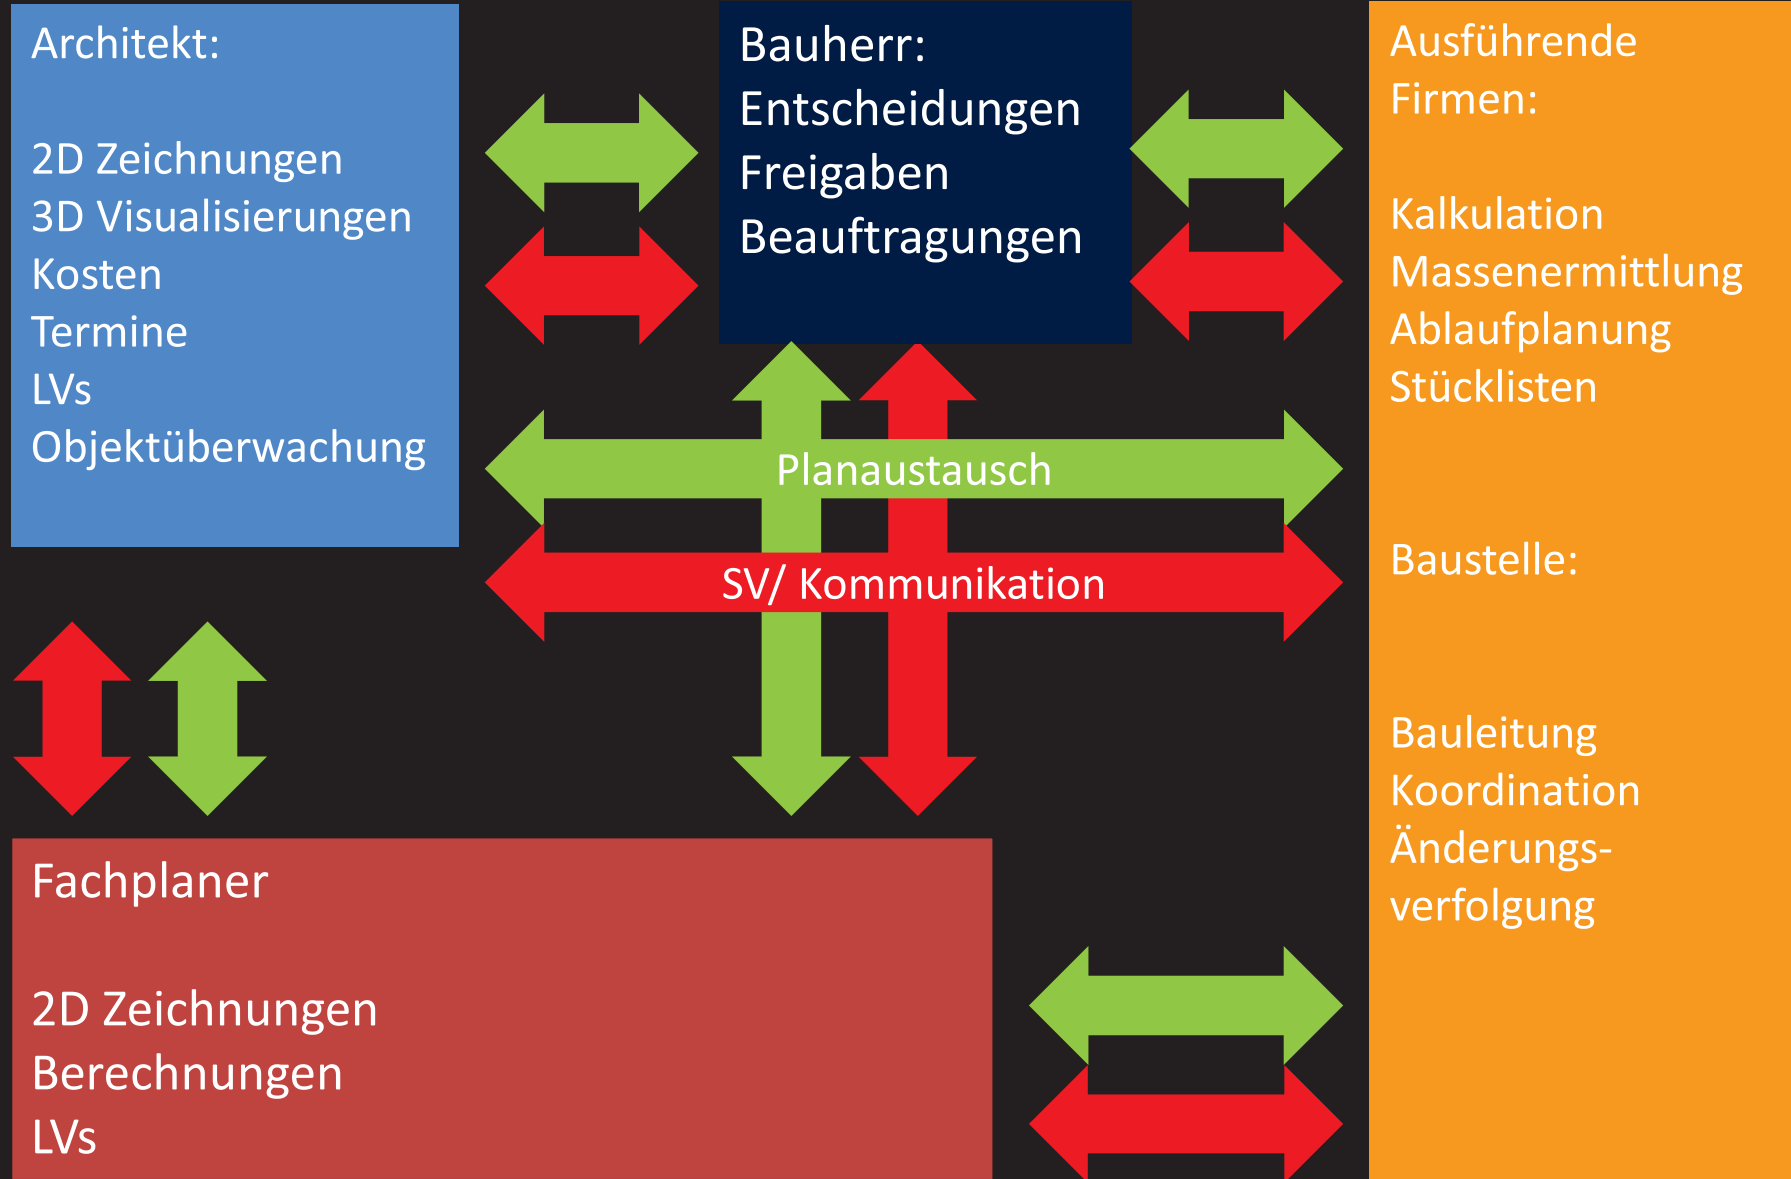 Architekt:
2D Zeichnungen
3D Visualisierungen
Kosten
Termine
LVs
Objektüberwachung
Bauherr:
Entscheidungen
Freigaben
Beauftragungen
Ausführende
Firmen:
Kalkulation
Massenermittlung
Ablaufplanung
Stücklisten
Baustelle:
Bauleitung
Koordination
Änderungs-
verfolgung
Planaustausch
SV/ Kommunikation
Fachplaner
2D Zeichnungen
Berechnungen
LVs